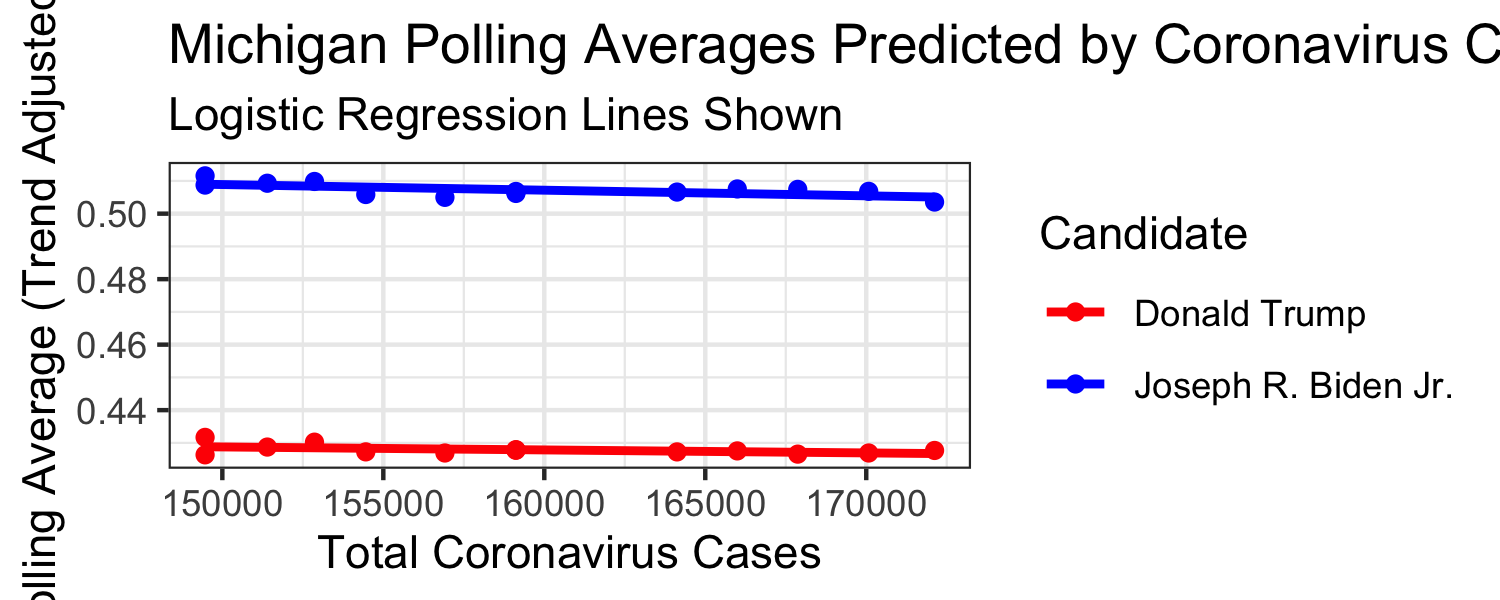 Michigan Polling Averages Predicted by Coronavirus C
Logistic Regression Lines Shown
olling Average (Trend Adjusted
0.50
0.48
0.46
0.44
150000 155000 160000 165000 170000
Total Coronavirus Cases
Candidate
Donald Trump
Joseph R. Biden Jr.